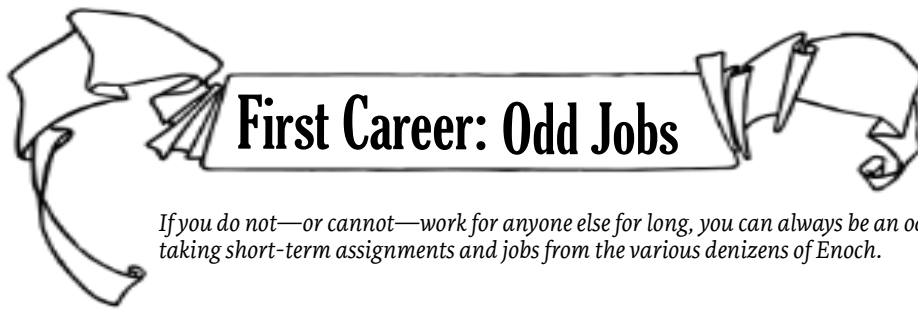 First Career: Odd Jobs
If you do not—or cannot—work for anyone else for long, you can always be an
taking short-term assignments and jobs from the various denizens of Enoch.